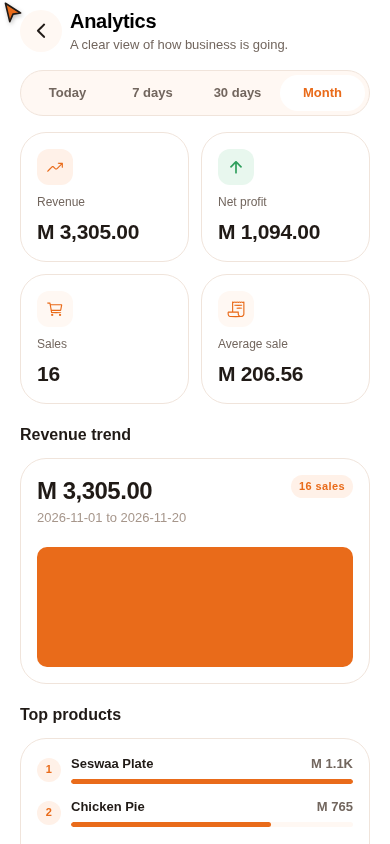 Analytics
A clear view of how business is going.
Today 7 days 30 days Month
Revenue
M 3,305.00
Net profit
M 1,094.00
Sales
16
Average sale
M 206.56
Revenue trend
M 3,305.00
16 sales
2026-11-01 to 2026-11-20
Top products
1 Seswaa Plate M 1.1K
2 Chicken Pie M 765